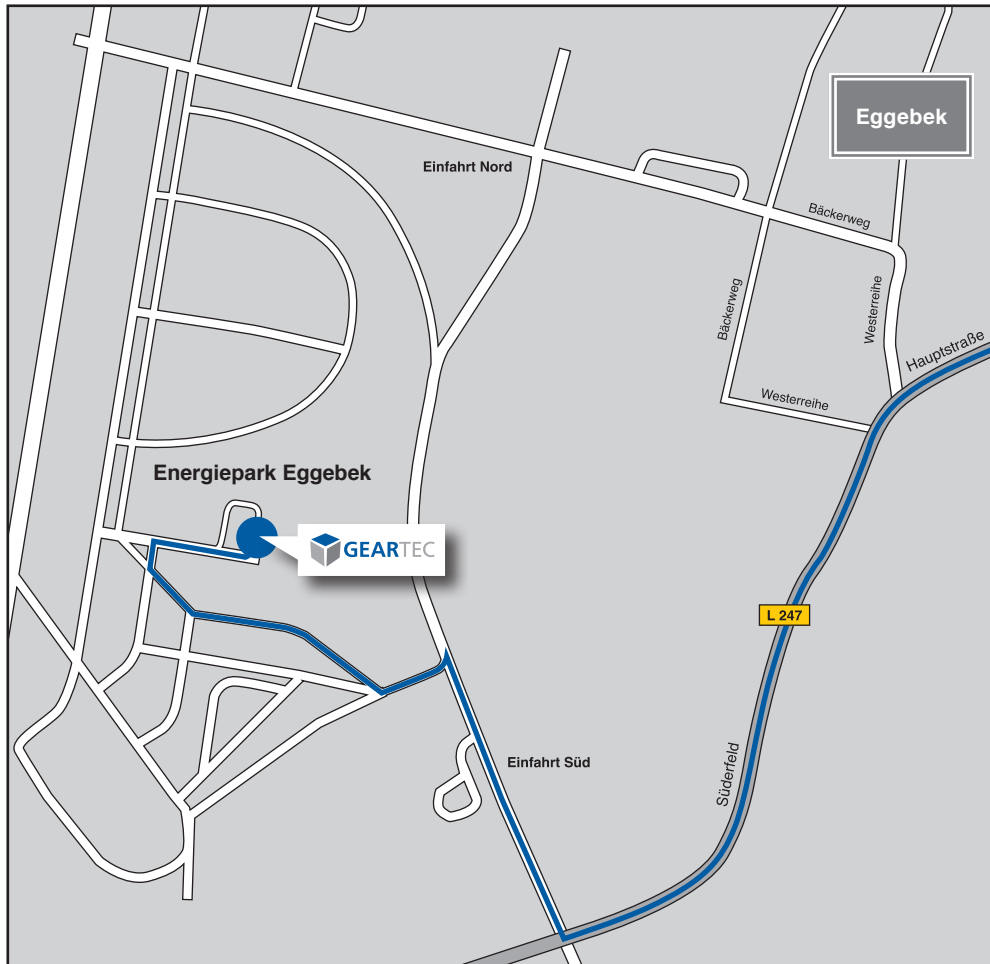 Eggebek
Einfahrt Nord
Bäckerweg
Bäckerweg
Westerreihe
Hauptstraße
Westerreihe
Energiepark Eggebek
GEARTEC
L 247
Einfahrt Süd
Süderfeld